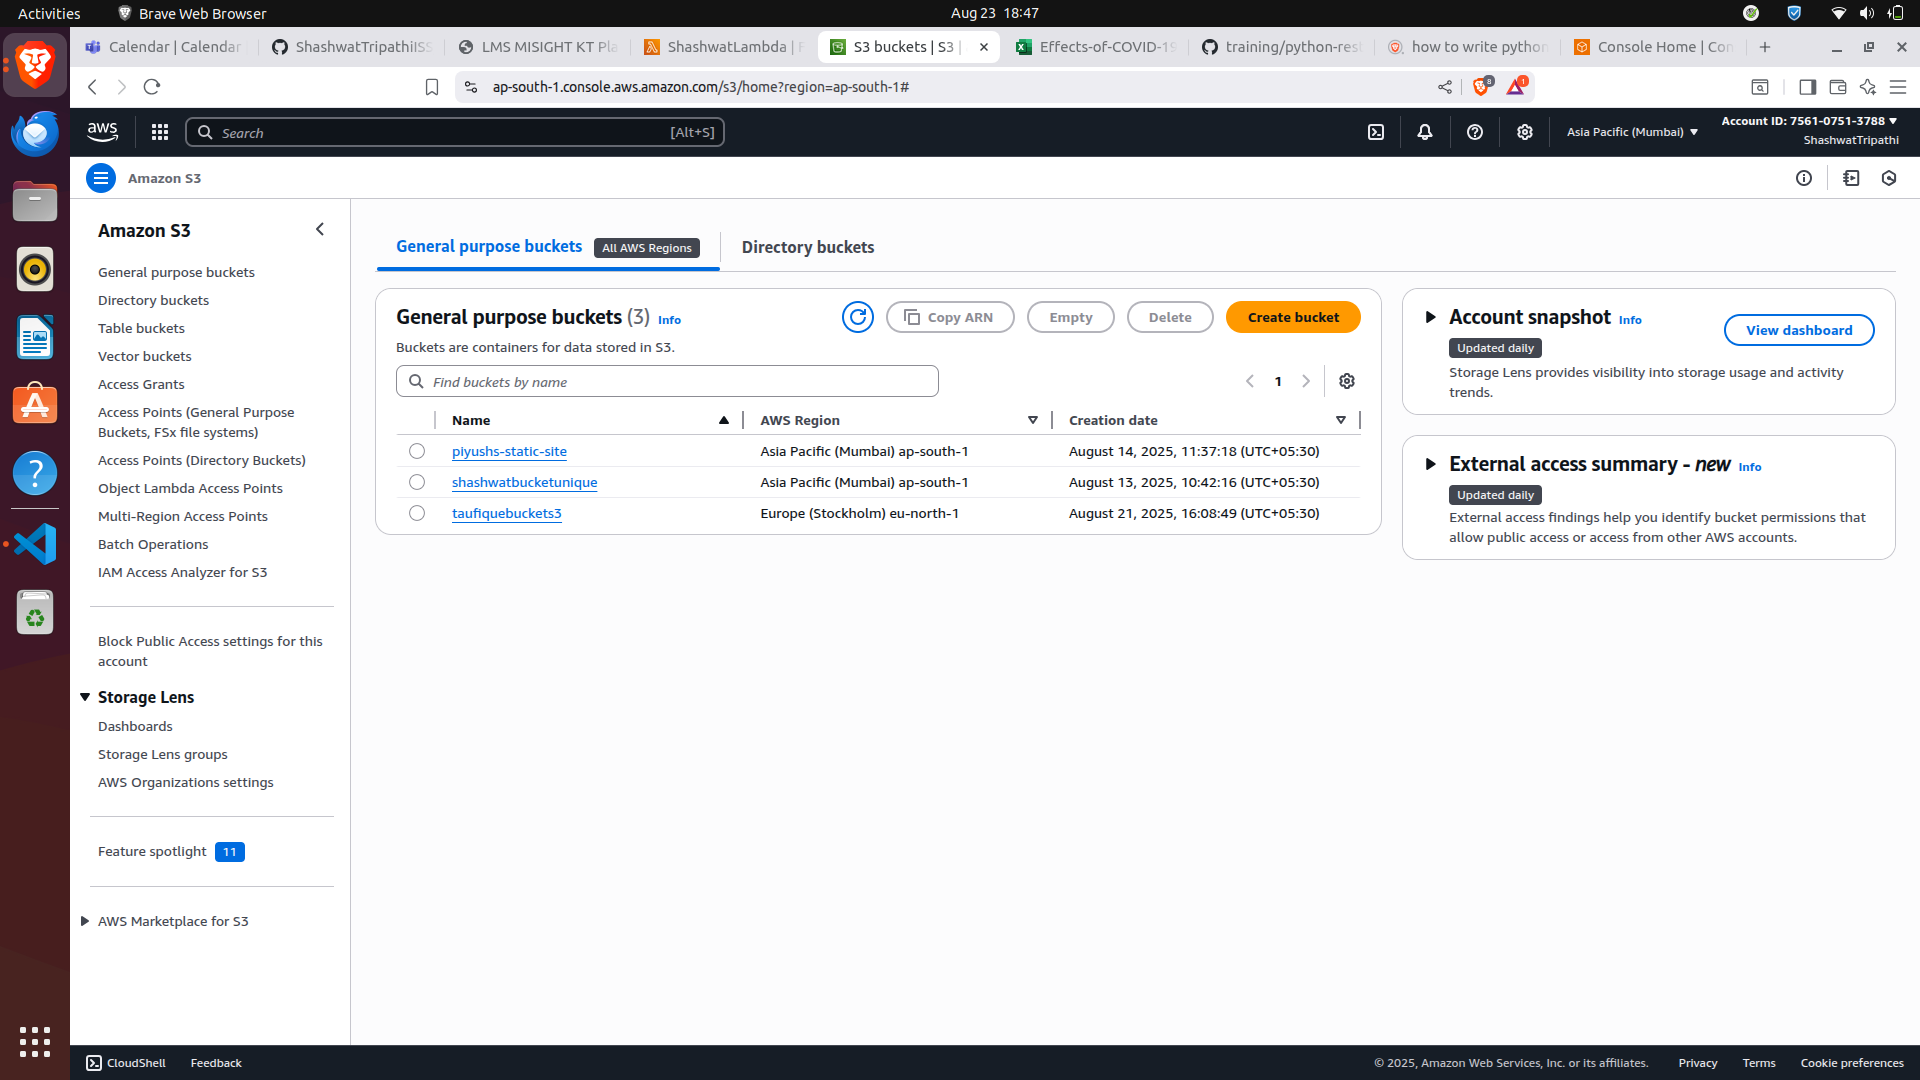 Activities
Brave Web Browser
Aug 23 18:47
Calendar | Calendar
ShashwatTripathiISS
LMS MISIGHT KT Pla
ShashwatLambda | F
S3 buckets | S3 |
Effects-of-COVID-19
training/python-res
how to write python
Console Home | Con
ap-south-1.console.aws.amazon.com/s3/home?region=ap-south-1#
8
1
aws
Search
[Alt+S]
Asia Pacific (Mumbai)
Account ID: 7561-0751-3788
ShashwatTripathi
Amazon S3
Amazon S3
General purpose buckets
Directory buckets
Table buckets
Vector buckets
Access Grants
Access Points (General Purpose
Buckets, FSx file systems)
Access Points (Directory Buckets)
Object Lambda Access Points
Multi-Region Access Points
Batch Operations
IAM Access Analyzer for S3
Block Public Access settings for this
account
Storage Lens
Dashboards
Storage Lens groups
AWS Organizations settings
Feature spotlight 11
AWS Marketplace for S3
General purpose buckets All AWS Regions
Directory buckets
General purpose buckets (3) Info
Copy ARN
Empty
Delete
Create bucket
Buckets are containers for data stored in S3.
Find buckets by name
1
Name AWS Region Creation date
piyushs-static-site Asia Pacific (Mumbai) ap-south-1 August 14, 2025, 11:37:18 (UTC+05:30)
shashwatbucketunique Asia Pacific (Mumbai) ap-south-1 August 13, 2025, 10:42:16 (UTC+05:30)
taufiquebuckets3 Europe (Stockholm) eu-north-1 August 21, 2025, 16:08:49 (UTC+05:30)
Account snapshot Info
View dashboard
Updated daily
Storage Lens provides visibility into storage usage and activity
trends.
External access summary - new Info
Updated daily
External access findings help you identify bucket permissions that
allow public access or access from other AWS accounts.
CloudShell
Feedback
© 2025, Amazon Web Services, Inc. or its affiliates.
Privacy
Terms
Cookie preferences